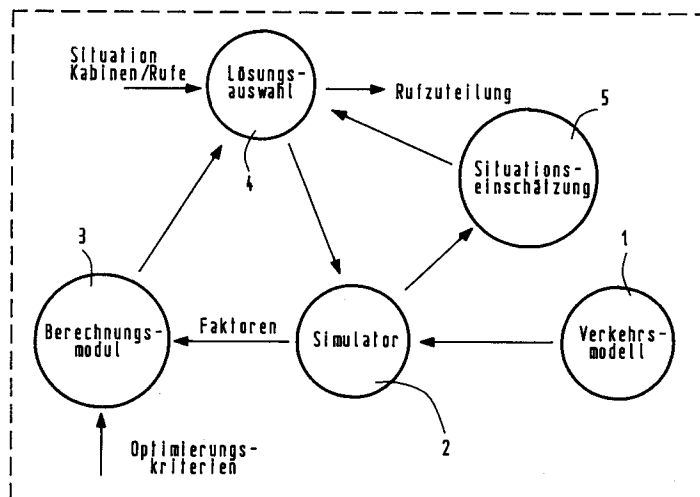 Situation
Kabinen/Rufe
Lösungs-
auswahl
Rufzuteilung
4
5
Situations-
einschätzung
3
1
Berechnungs-
modul
Faktoren
Simulator
Verkehrs-
modell
2
Optimierungs-
kriterien